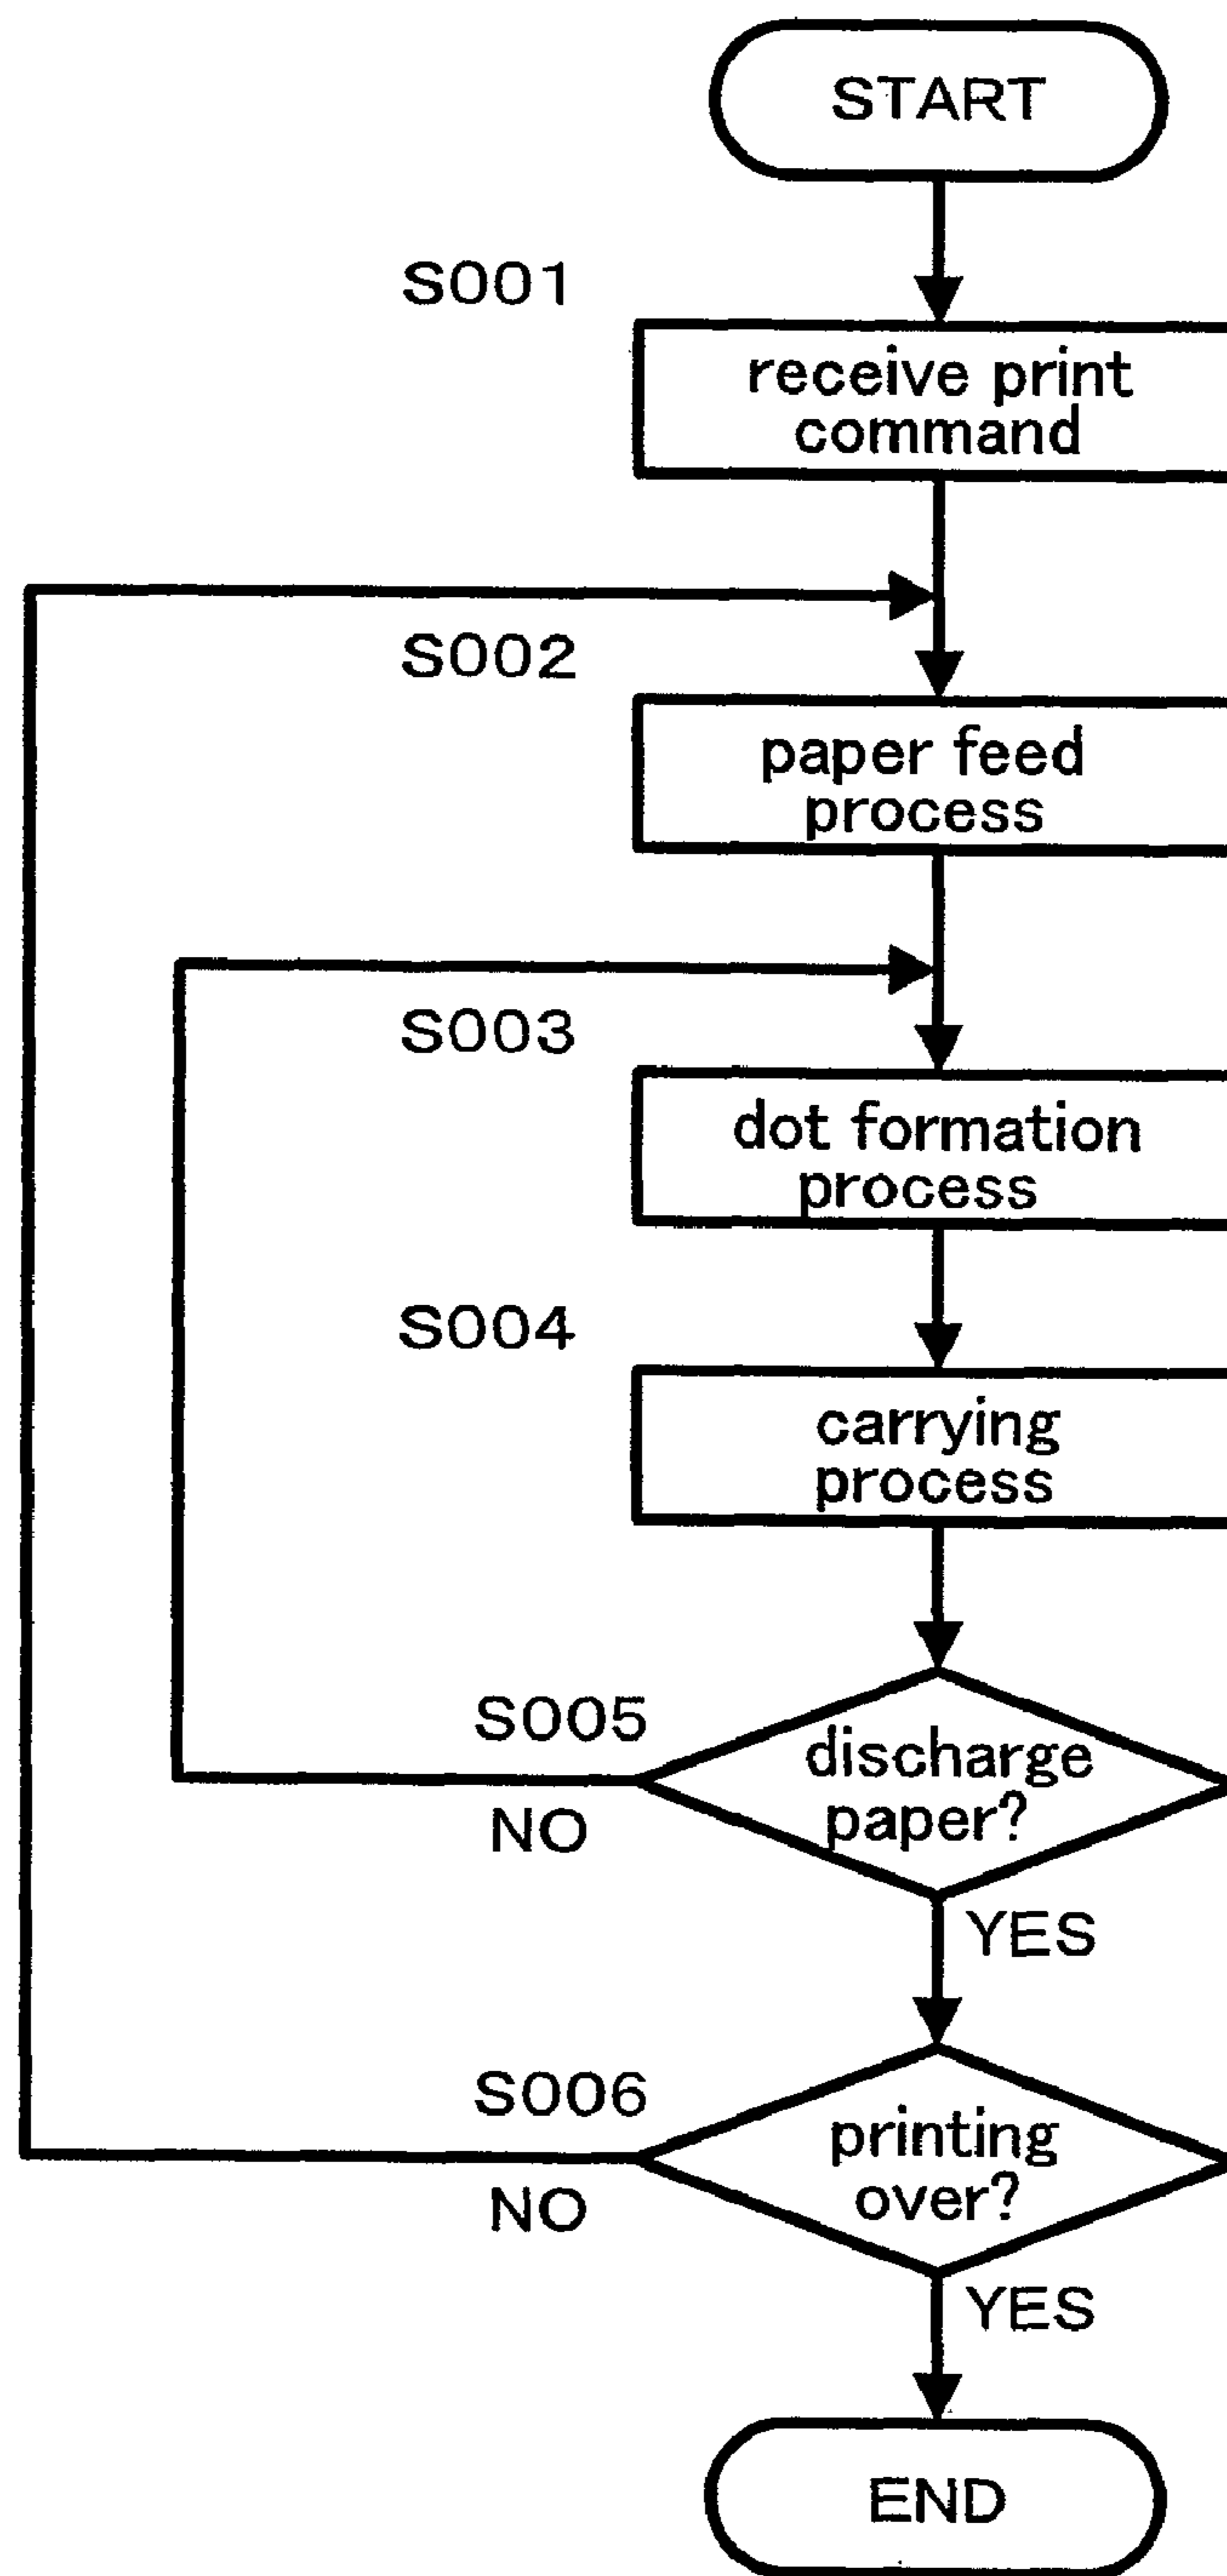 START
S001
receive print
command
S002
paper feed
process
S003
dot formation
process
S004
carrying
process
S005
discharge
paper?
NO
YES
S006
printing
over?
NO
YES
END